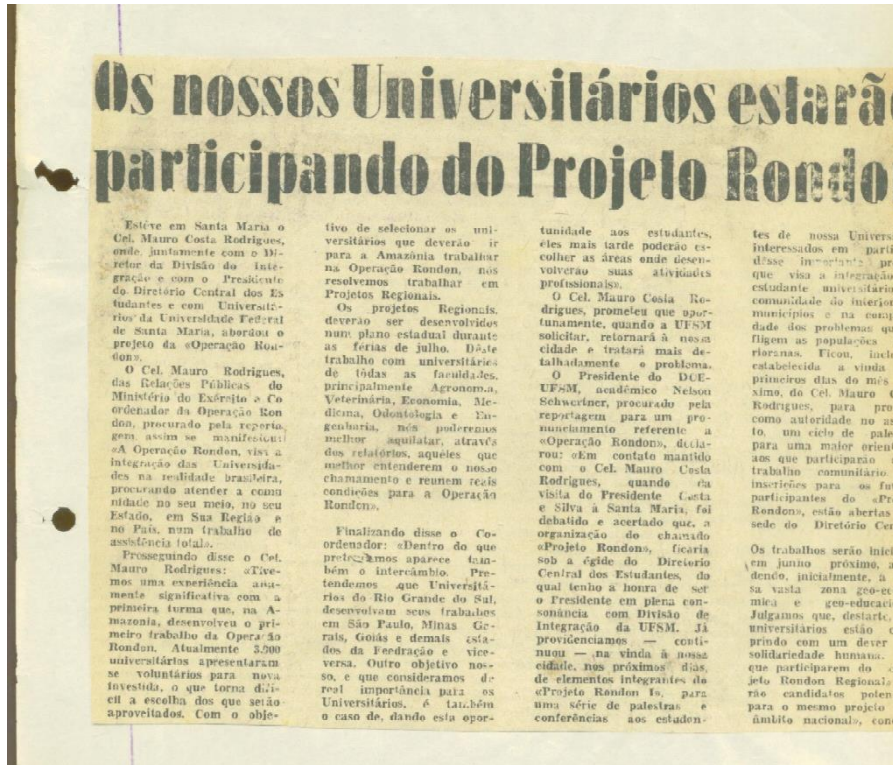 Os nossos Universitários estarão
participando do Projeto Rondo
Estève em Santa Maria o
Cel. Mauro Costa Rodrigues,
onde, juntamente com o Di-
retor da Divisão de Inte-
gração e com o Presidente
do Diretório Central dos Es
tudantes e com Universitá-
rios da Universidade Federal
de Santa Maria, abordou o
projeto da «Operação Ron-
don».
O Cel. Mauro Rodrigues,
das Relações Públicas do
Ministério do Exército e Co
ordenador da Operação Ron
don, procurado pela reporta
gem assim se manifestou:
«A Operação Rondon, visa a
integração das Universida-
des na realidade brasileira,
procurando atender a comu
nidade no seu meio, no seu
Estado, em Sua Região e
no País, num trabalho de
assistência total».
Prosseguindo disse o Cel.
Mauro Rodrigues: «Tive-
mos uma experiência alta-
mente significativa com a
primeira turma que, na A-
mazonia, desenvolveu o pri-
meiro trabalho da Operação
Rondon. Atualmente 3.900
universitários apresentaram
se voluntários para nova
investida, o que torna difí-
cil a escolha dos que serão
aproveitados. Com o obje-
tivo de selecionar os uni-
versitários que deverão ir
para a Amazônia trabalhar
na Operação Rondon, nós
resolvemos trabalhar em
Projetos Regionais.
Os projetos Regionais,
deverão ser desenvolvidos
num plano estadual durante
as férias de julho. Dêste
trabalho com universitários
de tôdas as faculdades,
principalmente Agronomia,
Veterinária, Economia, Me-
dicina, Odontologia e En-
genharia, nós poderemos
melhor aquilatar, através
dos relatórios, aquêles que
melhor entenderem o nosso
chamamento e reunem reais
condições para a Operação
Rondon».
Finalizando disse o Co-
ordenador: «Dentro do que
pretendemos aparece tam-
bém o intercâmbio. Pre-
tendemos que Universitá-
rios do Rio Grande do Sul,
desenvolvam seus trabalhos
em São Paulo, Minas Ge-
rais, Goiás e demais esta-
dos da Feedração e vice-
versa. Outro objetivo nos-
so, e que consideramos de
real importância para os
Universitários, é também
o caso de, dando esta opor-
tunidade aos estudantes,
êles mais tarde poderão es-
colher as áreas onde desen-
volverão suas atividades
profissionais».
O Cel. Mauro Costa Ro-
drigues, prometeu que opor-
tunamente, quando a UFSM
solicitar, retornará à nossa
cidade e tratará mais de-
talhadamente o problema.
O Presidente do DCE-
UFSM, acadêmico Nelson
Schwertner, procurado pela
reportagem para um pro-
nunciamento referente a
«Operação Rondon», decla-
rou: «Em contato mantido
com o Cel. Mauro Costa
Rodrigues, quando da
visita do Presidente Costa
e Silva à Santa Maria, foi
debatido e acertado que, a
organização do chamado
«Projeto Rondon», ficaria
sob a égide do Diretório
Central dos Estudantes, do
qual tenho a honra de ser
o Presidente em plena con-
sonância com Divisão de
Integração da UFSM. Já
providenciamos — conti-
nuou — na vinda à nossa
cidade, nos próximos dias,
de elementos integrantes do
«Projeto Rondon I», para
uma série de palestras e
conferências aos estudan-
tes de nossa Univers
interessados em parti
dêsse importante pr
que visa a integração
estudante universitário
comunidade do interior
municípios e na comp
dade dos problemas qu
fligem as populações
rioranas. Ficou, incl
estabelecida a vinda
primeiros dias do mês
ximo, do Cel. Mauro C
Rodrigues, para pro
como autoridade no as
to, um ciclo de pale
para uma maior orient
aos que participarão
trabalho comunitário.
inscrições para os fut
participantes do «Pr
Rondon», estão abertas
sede do Diretório Cen
Os trabalhos serão inici
em junho próximo, a
dendo, inicialmente, a
sa vasta zona geo-ec
mica e geo-educaci
Julgamos que, destarte,
universitários estão
prindo com um dever
solidariedade humana.
que participarem do
jeto Rondon Regional»
rão candidatos poten
para o mesmo projeto
âmbito nacional», conc